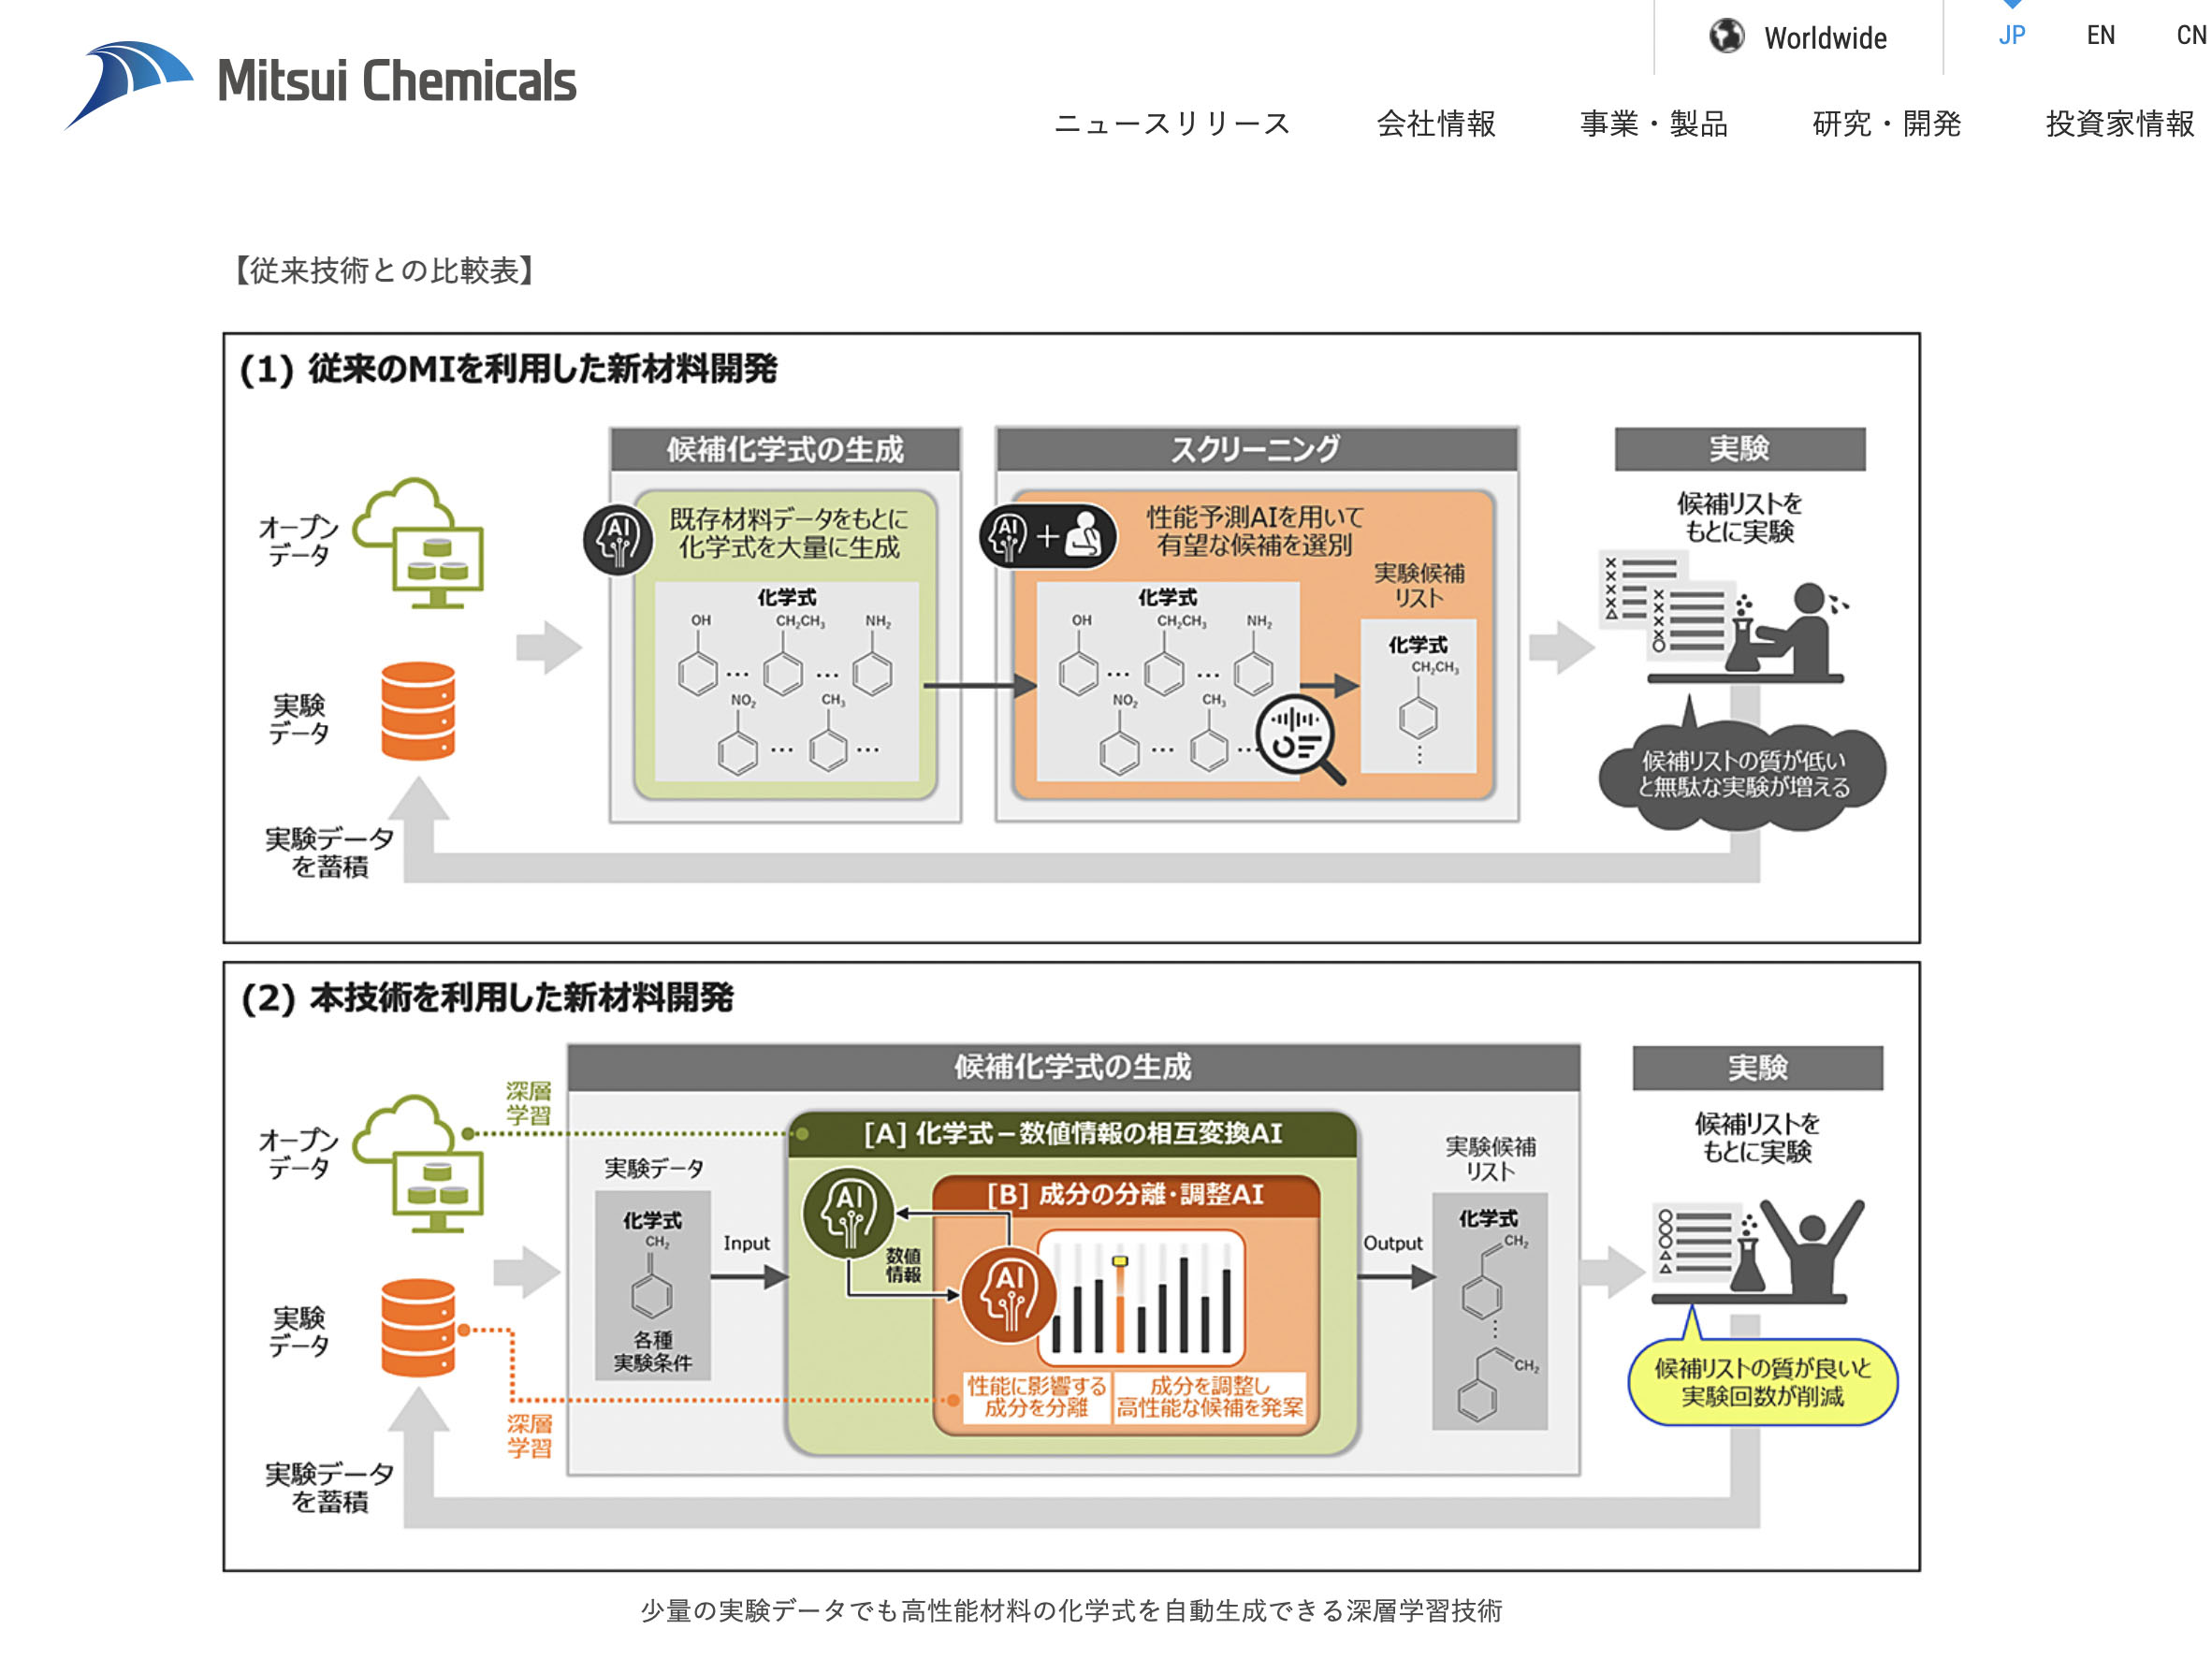 Mitsui Chemicals
Worldwide
JP
EN
CN
ニュースリリース
会社情報
事業・製品
研究・開発
投資家情報
【従来技術との比較表】
(1) 従来のMIを利用した新材料開発
オープン
データ
実験
データ
実験データ
を蓄積
候補化学式の生成
AI
既存材料データをもとに
化学式を大量に生成
化学式
OH
CH₂CH₃
NH₂
NO₂
CH₃
スクリーニング
AI
+
性能予測AIを用いて
有望な候補を選別
化学式
OH
CH₂CH₃
NH₂
NO₂
CH₃
実験候補
リスト
化学式
CH₂CH₃
実験
候補リストを
もとに実験
候補リストの質が低い
と無駄な実験が増える
(2) 本技術を利用した新材料開発
オープン
データ
深層
学習
実験
データ
深層
学習
実験データ
を蓄積
候補化学式の生成
実験データ
化学式
CH₂
各種
実験条件
Input
[A] 化学式－数値情報の相互変換AI
AI
数値
情報
[B] 成分の分離・調整AI
AI
性能に影響する
成分を分離
成分を調整し
高性能な候補を発案
Output
実験候補
リスト
化学式
CH₂
CH₂
実験
候補リストを
もとに実験
候補リストの質が良いと
実験回数が削減
少量の実験データでも高性能材料の化学式を自動生成できる深層学習技術